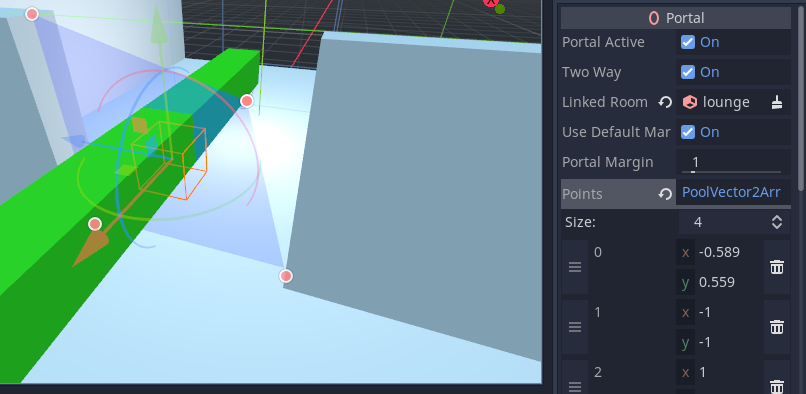 Portal
Portal Active On
Two Way On
Linked Room lounge
Use Default Mar On
Portal Margin 1
Points PoolVector2Arr
Size: 4
0 x -0.589
y 0.559
1 x -1
y -1
2 x 1